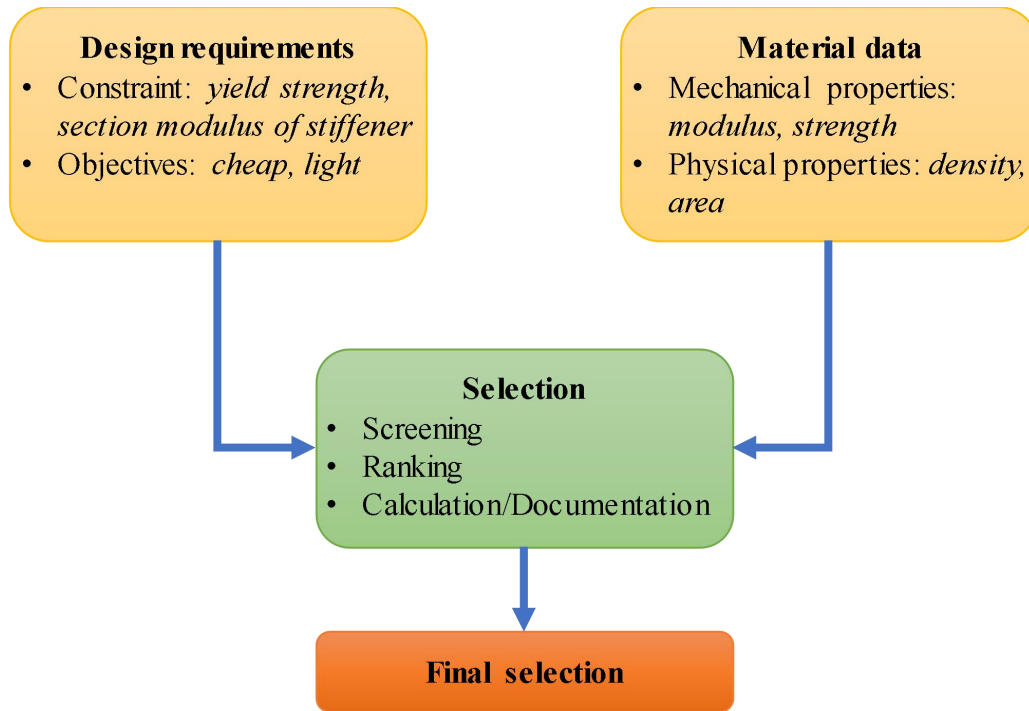 Design requirements
• Constraint: yield strength,
section modulus of stiffener
• Objectives: cheap, light
Material data
• Mechanical properties:
modulus, strength
• Physical properties: density,
area
Selection
• Screening
• Ranking
• Calculation/Documentation
Final selection